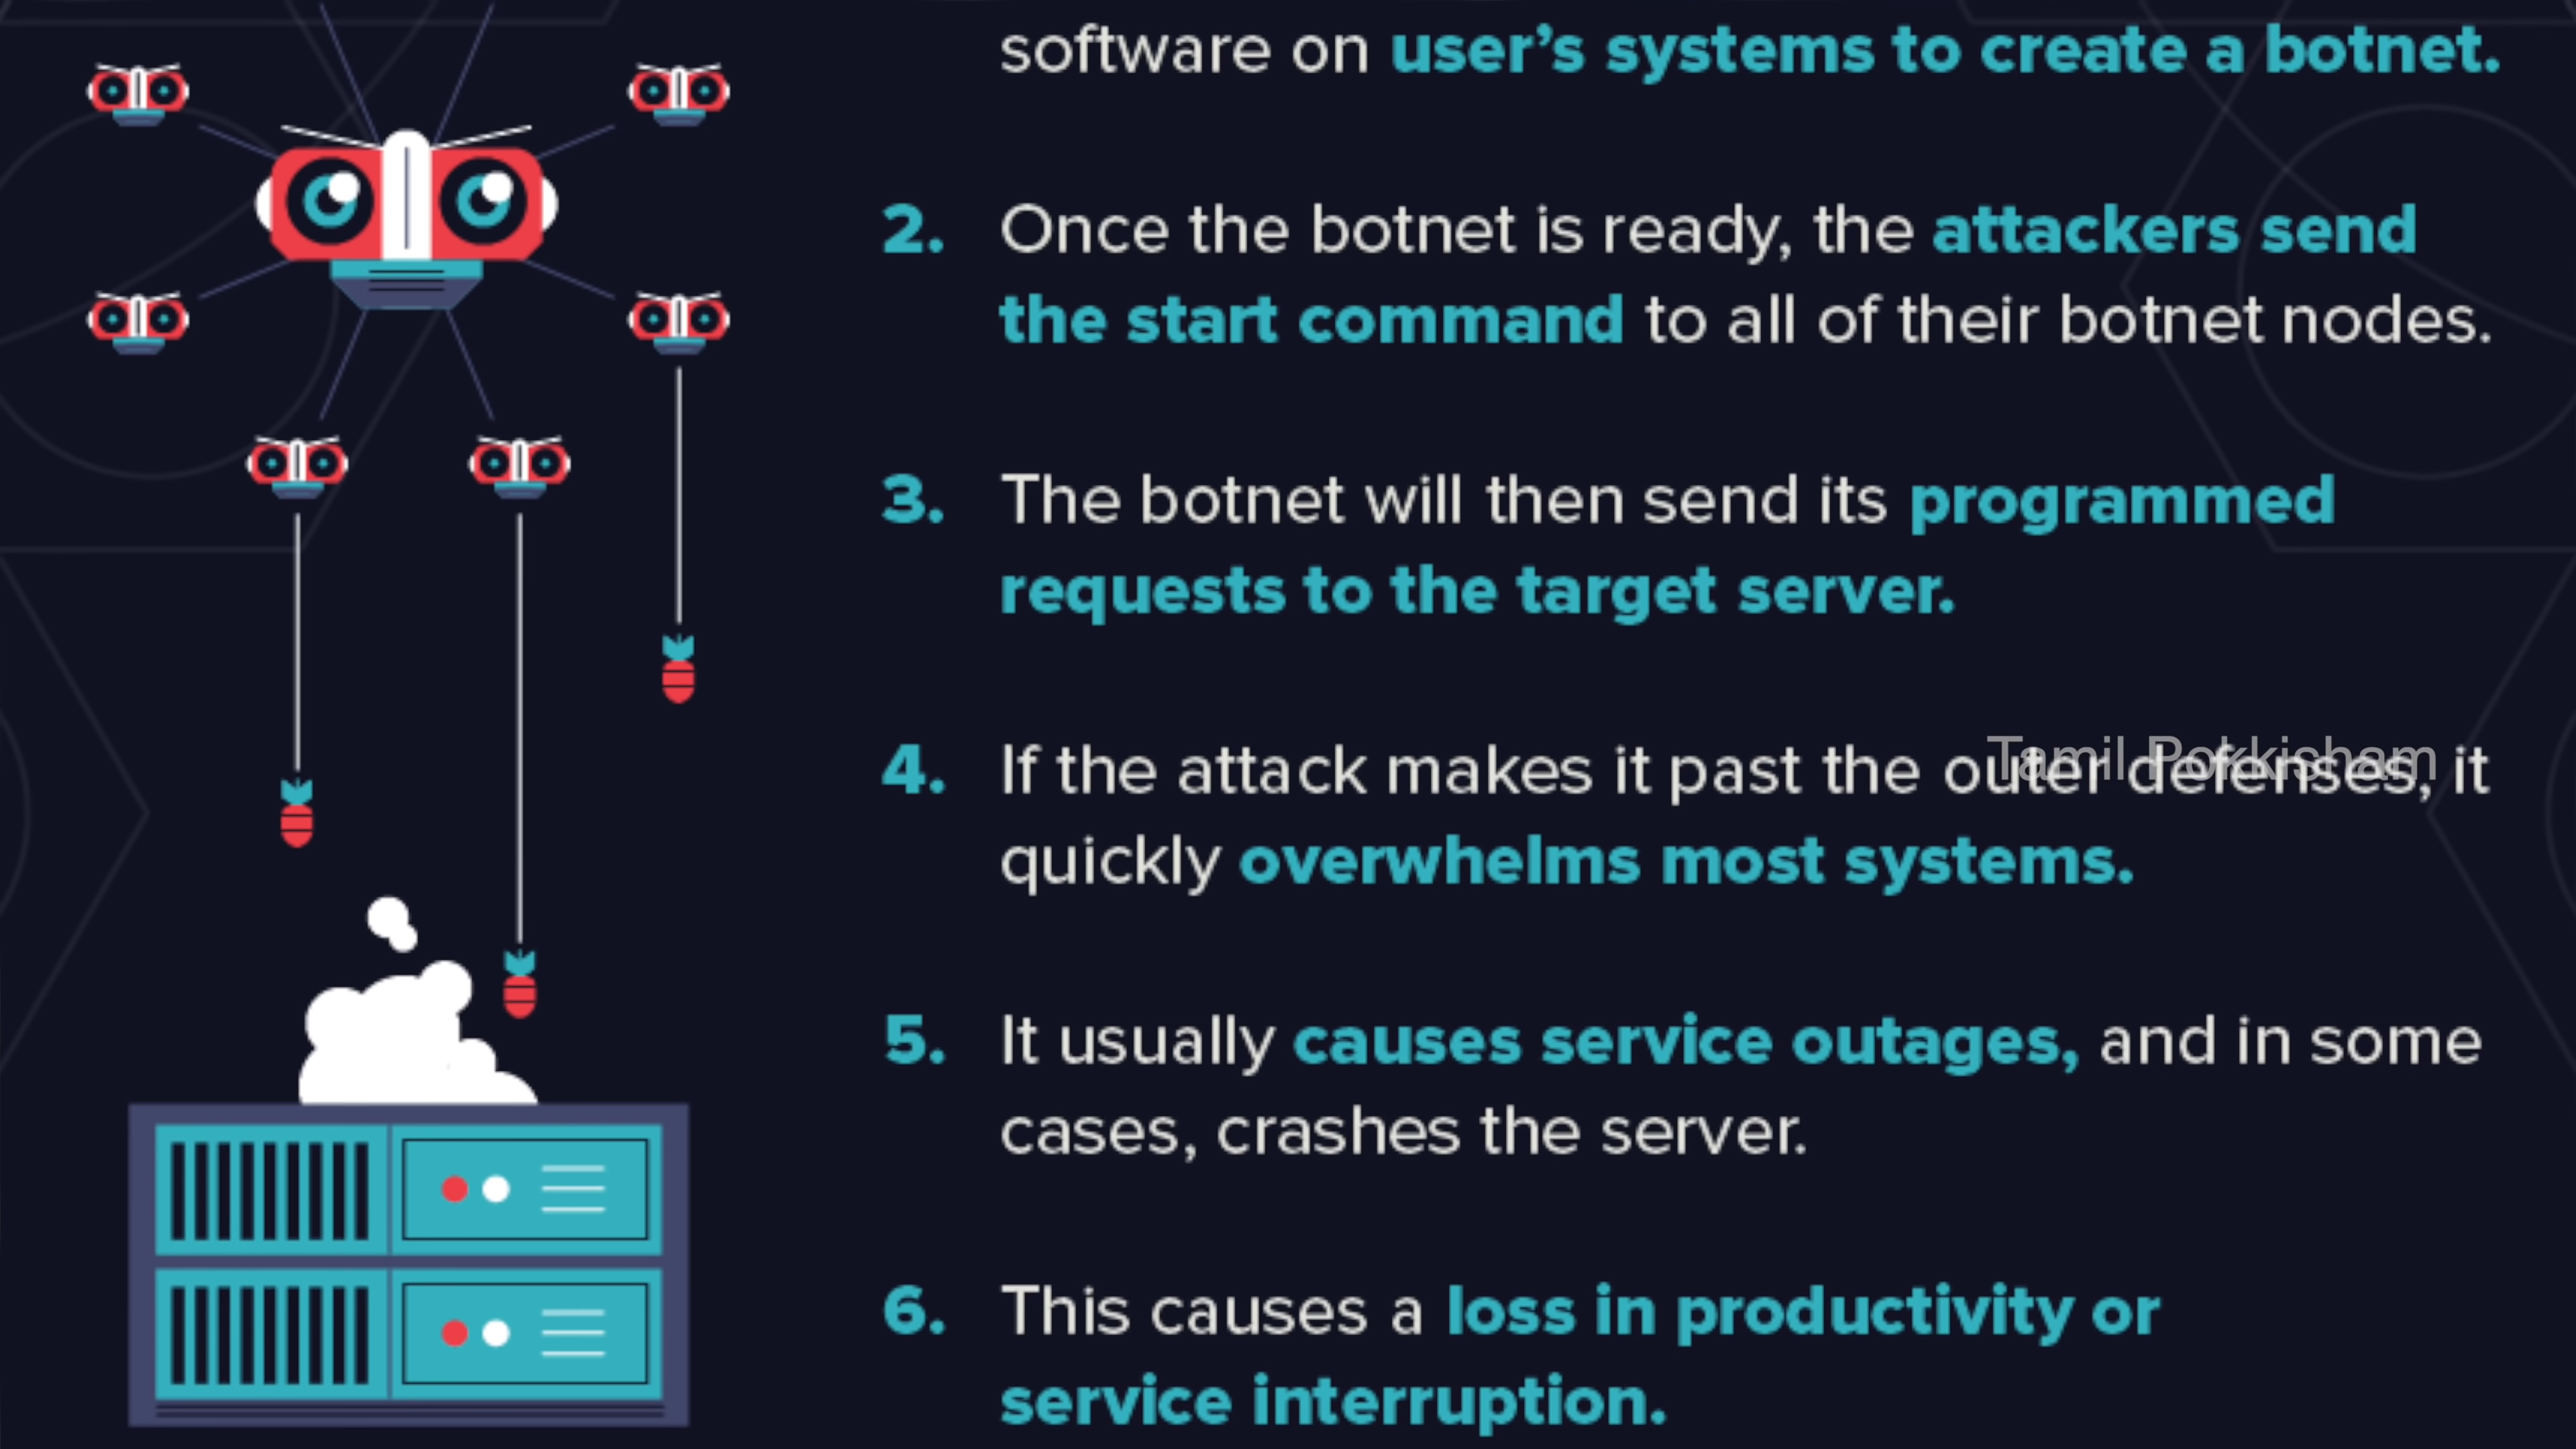 software on user’s systems to create a botnet.
2. Once the botnet is ready, the attackers send
the start command to all of their botnet nodes.
3. The botnet will then send its programmed
requests to the target server.
4. If the attack makes it past the outer defenses, it
Tamil Pokkisham
quickly overwhelms most systems.
5. It usually causes service outages, and in some
cases, crashes the server.
6. This causes a loss in productivity or
service interruption.